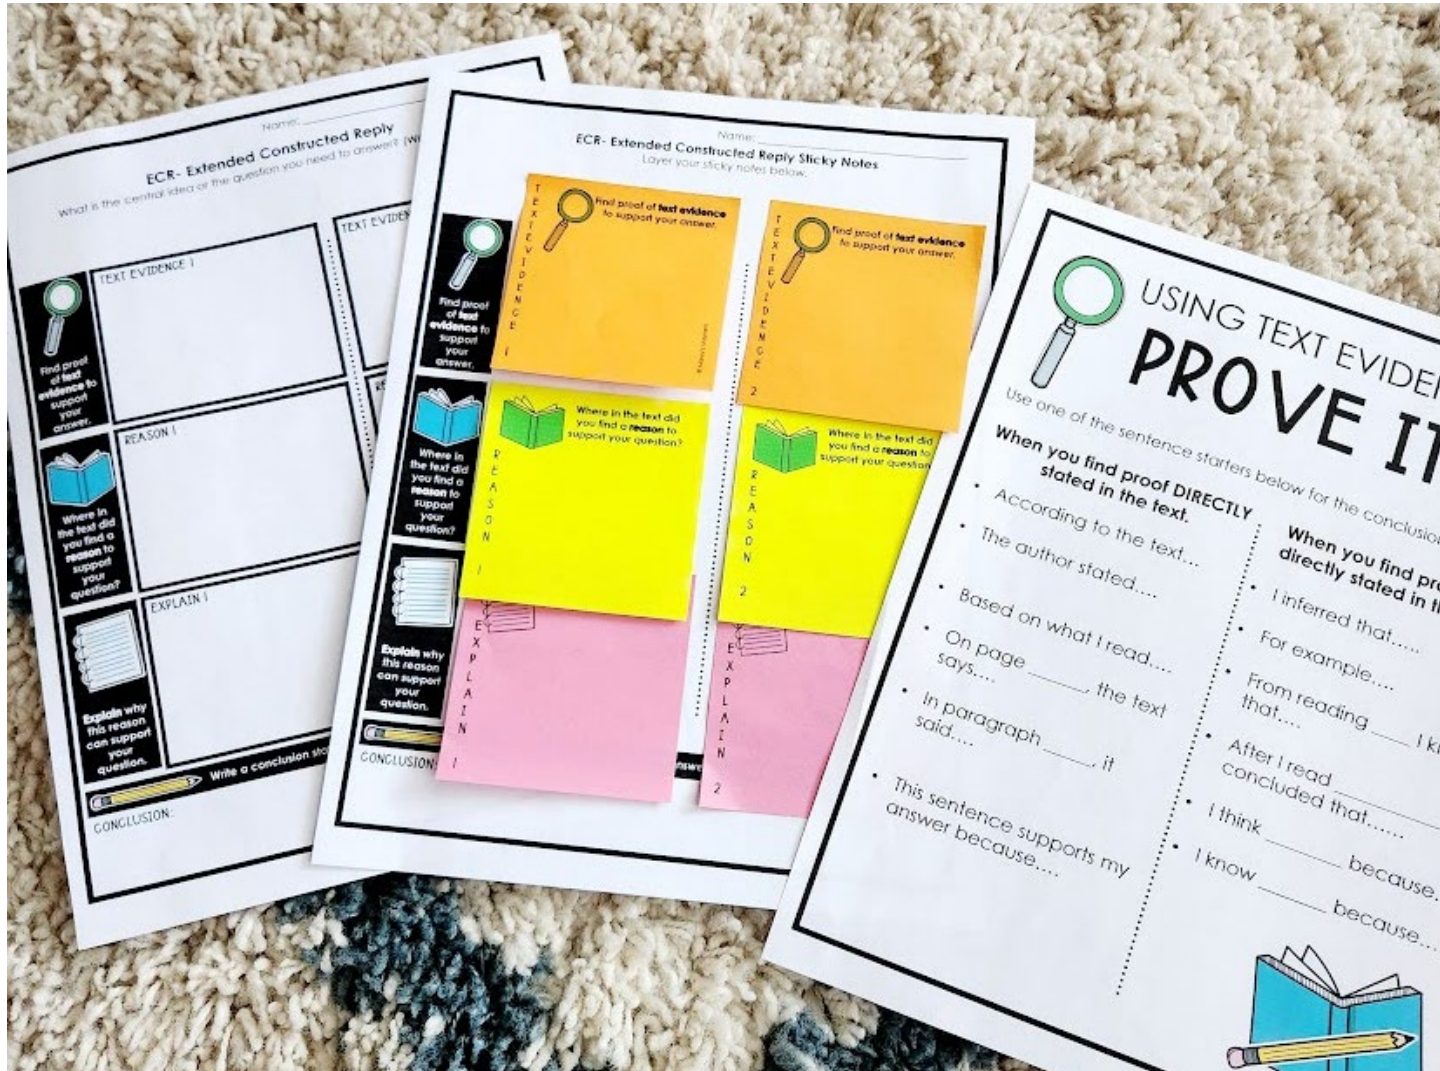 Name:
ECR- Extended Constructed Reply
What is the central idea or the question you need to answer?
TEXT EVIDENCE 1
Find proof
of text
evidence to
support
your
answer.
REASON 1
Where in
the text did
you find a
reason to
support
your
question?
EXPLAIN 1
Explain why
this reason
can support
your
question.
Write a conclusion
CONCLUSION:
Name:
ECR- Extended Constructed Reply Sticky Notes
Layer your sticky notes below.
Find proof
of text
evidence to
support
your
answer.
TEXT EVIDENCE 1
Find proof of text evidence
to support your answer.
TEXT EVIDENCE 2
Find proof of text evidence
to support your answer.
Where in
the text did
you find a
reason to
support
your
question?
REASON 1
Where in the text did
you find a reason to
support your question?
REASON 2
Where in the text did
you find a reason to
support your question
Explain why
this reason
can support
your
question.
EXPLAIN 1
EXPLAIN 2
CONCLUSION:
USING TEXT
PROVE
Use one of the sentence starters below for the
When you find proof DIRECTLY
stated in the text.
• According to the text...
• The author stated....
• Based on what I read....
• On page ____, the text
says....
• In paragraph ____, it
said....
• This sentence supports my
answer because....
When you find
directly stated in
• I inferred that.....
• For example....
• From reading ____ I
that....
• After I read ____
concluded that......
• I think ____ because..
• I know ____ because...